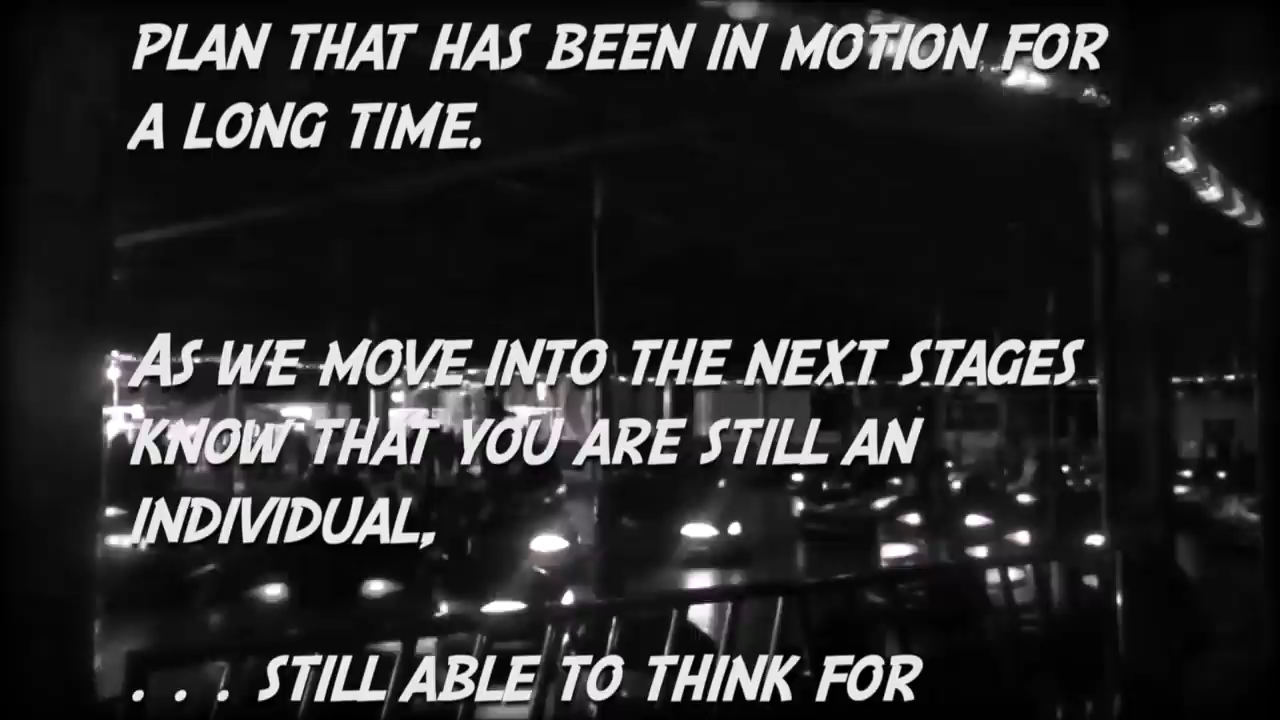 PLAN THAT HAS BEEN IN MOTION FOR
A LONG TIME.
AS WE MOVE INTO THE NEXT STAGES
KNOW THAT YOU ARE STILL AN
INDIVIDUAL,
. . . STILL ABLE TO THINK FOR